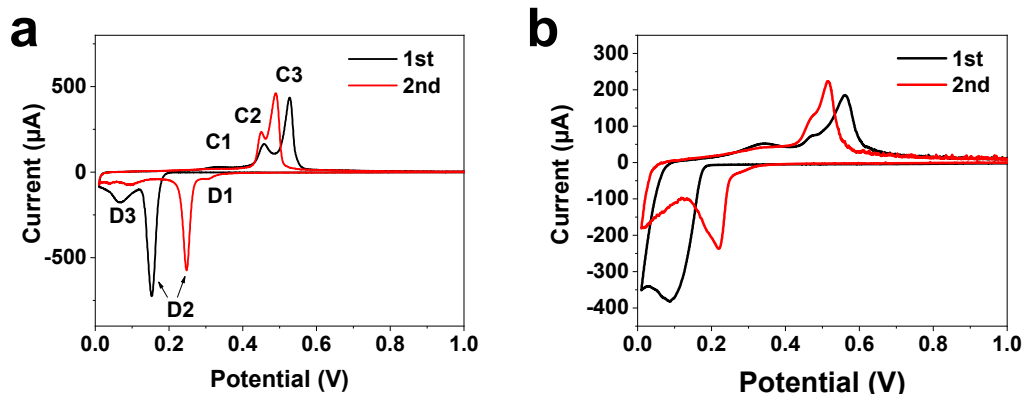 a
500
0
-500
Current (µA)
0.0 0.2 0.4 0.6 0.8 1.0
Potential (V)
1st
2nd
C1
C2
C3
D1
D2
D3
b
300
200
100
0
-100
-200
-300
-400
Current (µA)
0.0 0.2 0.4 0.6 0.8 1.0
Potential (V)
1st
2nd